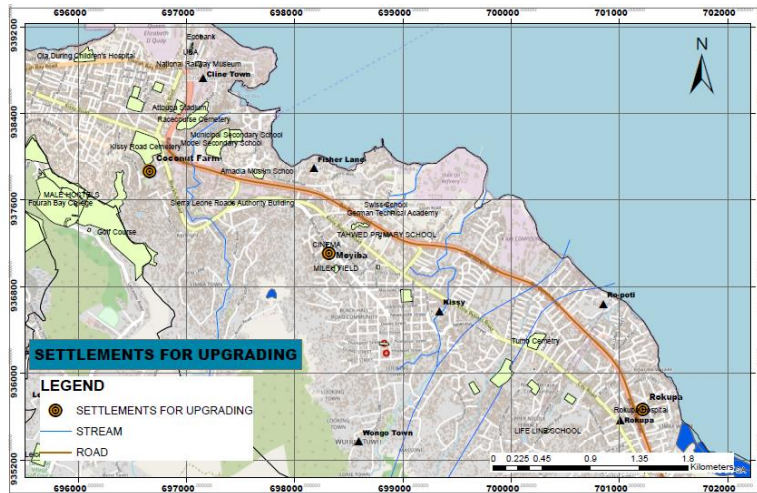 696000 697000 698000 699000 700000 701000 702000
939200
938400
937600
936800
936000
935200
Ecobank
USA
Ola During Children's Hospital
National Railway Museum
Cline Town
N
Attouga Stadium
Racecourse Cemetery
Municipal Secondary School
Model Secondary School
Kissy Road Cemetery
Coconut Farm
Fisher Land
Amadia Muslim Schoo
MALE HOSTELS
Fourah Bay College
Sierra Leone Roads Authority Building
Swiss School
German Technical Academy
Golf Course
TAHWED PRIMARY SCHOOL
CINEMA
Moyiba
MILEK FIELD
Kissy
Ro-poti
Tump Cemetry
SETTLEMENTS FOR UPGRADING
LEGEND
SETTLEMENTS FOR UPGRADING
STREAM
ROAD
Rokupa
Rokupa Hospital
Rokupa
LIFE LINE SCHOOL
Wongo Town
0 0.225 0.45 0.9 1.35 1.8
Kilometers